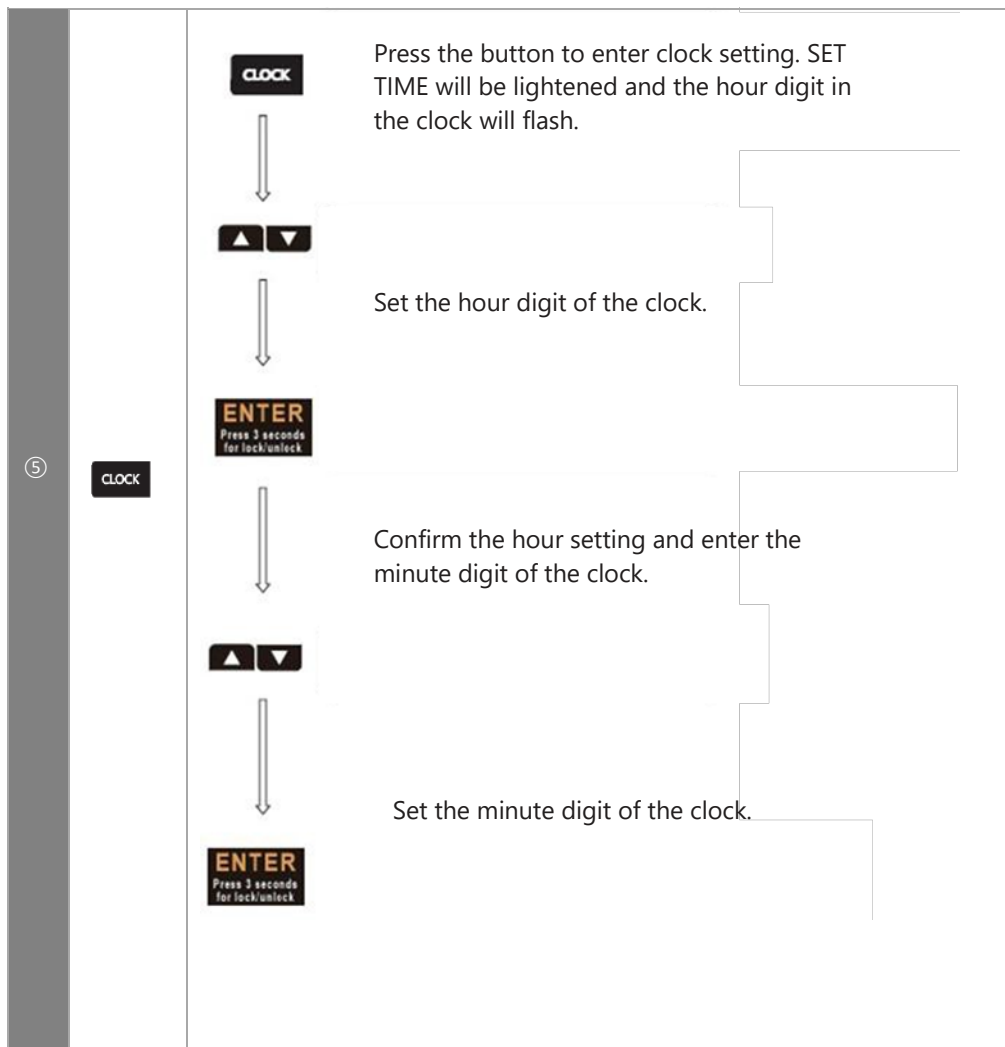 CLOCK
Press the button to enter clock setting. SET
TIME will be lightened and the hour digit in
the clock will flash.
Set the hour digit of the clock.
ENTER
Press 3 seconds
for lock/unlock
⑤
CLOCK
Confirm the hour setting and enter the
minute digit of the clock.
Set the minute digit of the clock.
ENTER
Press 3 seconds
for lock/unlock